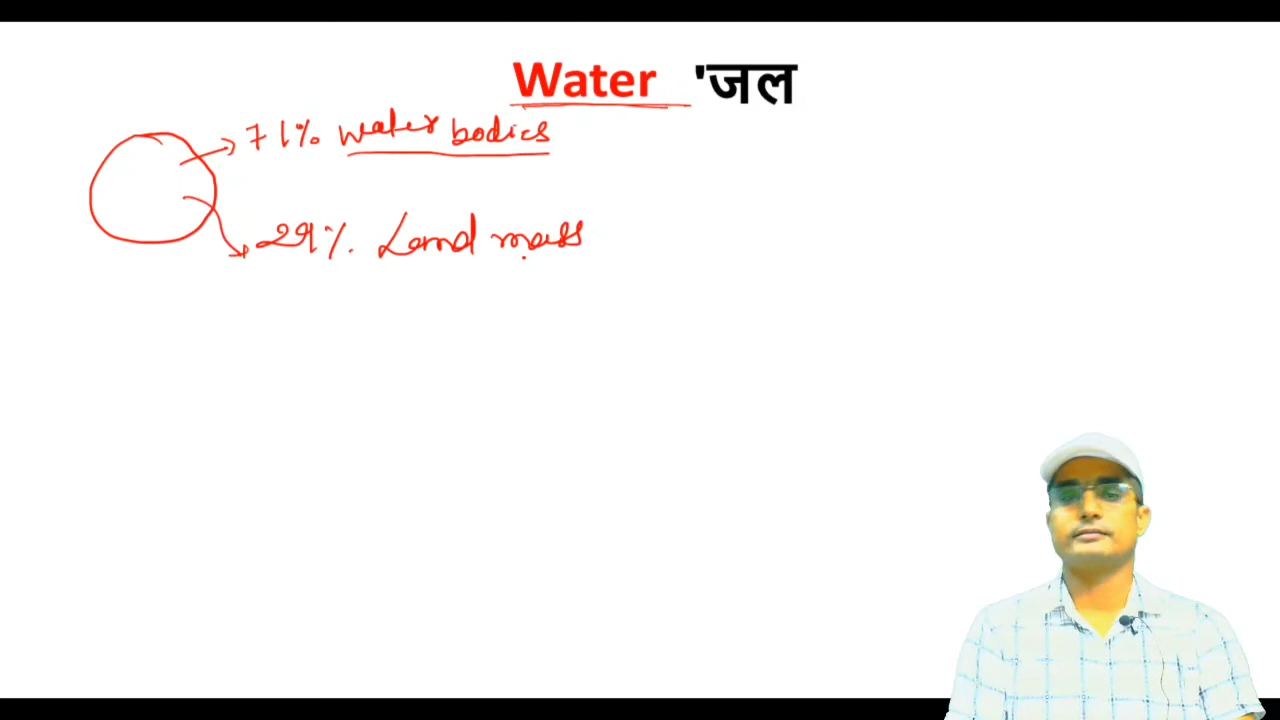 Water 'जल
71% water bodies
29% Land mass